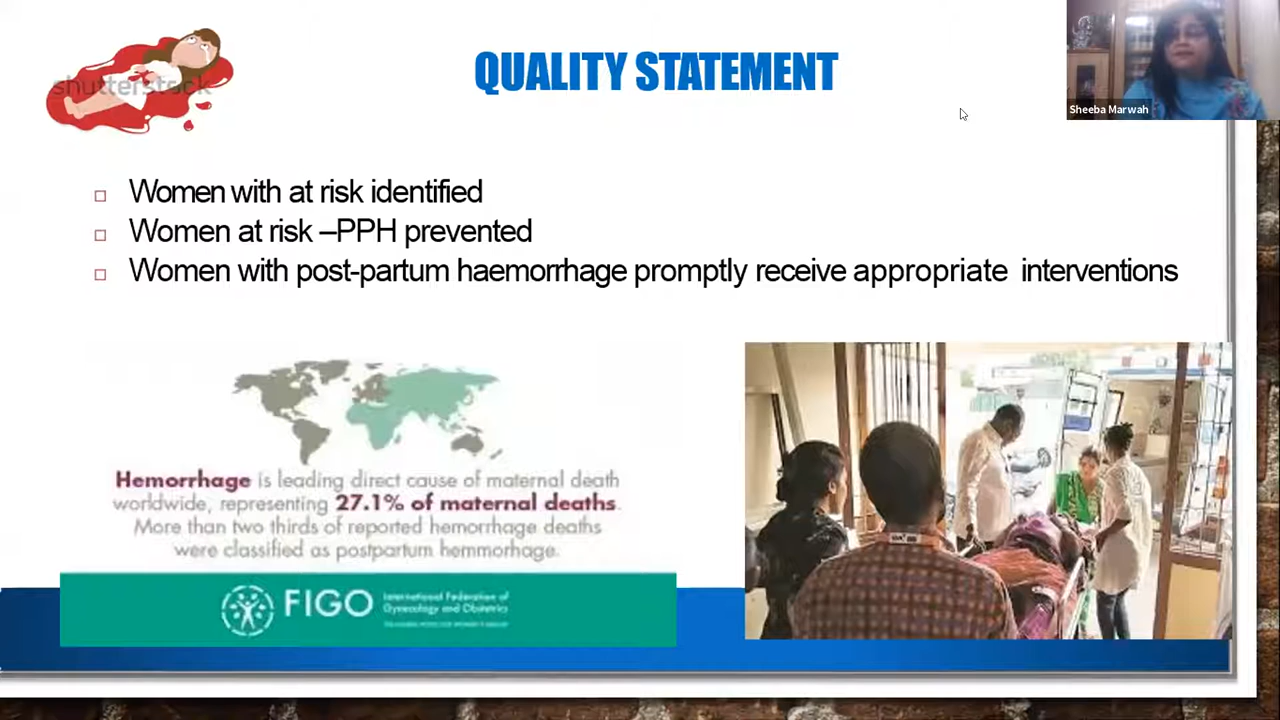 shutterstock
QUALITY STATEMENT
Sheeba Marwah
Women with at risk identified
Women at risk –PPH prevented
Women with post-partum haemorrhage promptly receive appropriate interventions
Hemorrhage is leading direct cause of maternal death
worldwide, representing 27.1% of maternal deaths.
More than two thirds of reported hemorrhage deaths
were classified as postpartum hemmorhage.
FIGO
International Federation of
Gynecology and Obstetrics